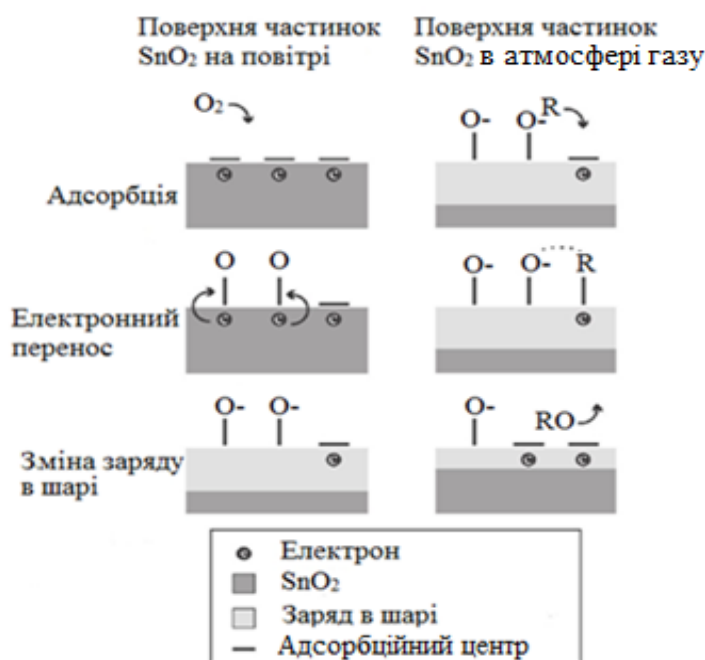 Поверхня частинок
SnO₂ на повітрі
Поверхня частинок
SnO₂ в атмосфері газу
O₂
O- O- R
Адсорбція
O O
O- O- R
Електронний
перенос
O- O-
O- RO
Зміна заряду
в шарі
Електрон
SnO₂
Заряд в шарі
Адсорбційний центр